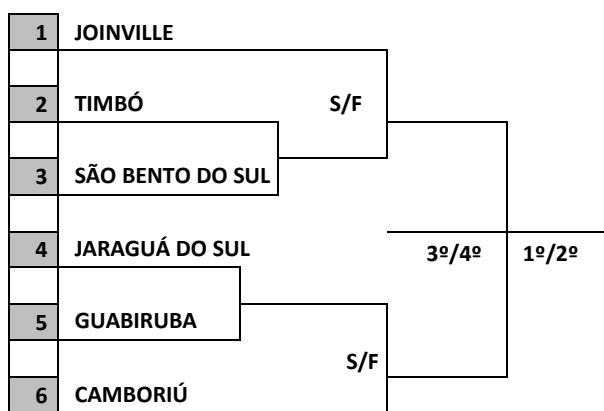 1 JOINVILLE
2 TIMBÓ S/F
3 SÃO BENTO DO SUL
4 JARAGUÁ DO SUL 3º/4º 1º/2º
5 GUABIRUBA
S/F
6 CAMBORIÚ